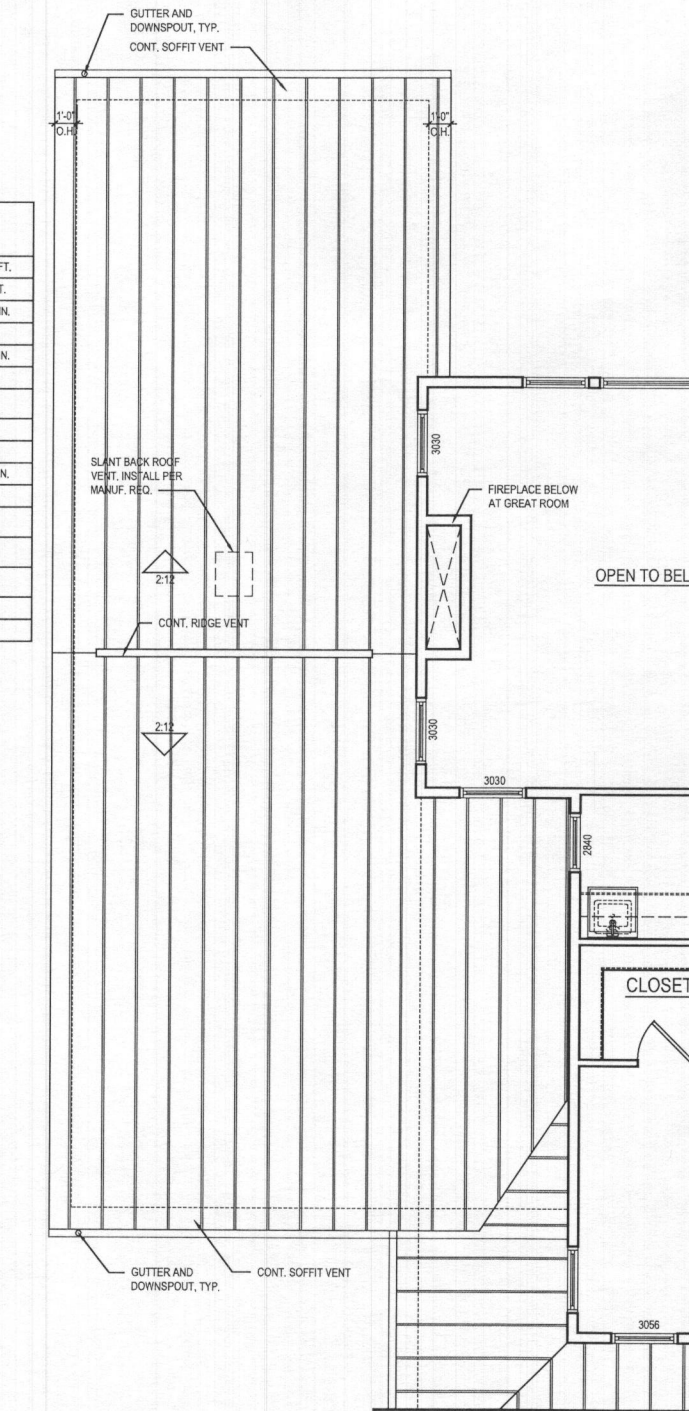 GUTTER AND
DOWNSPOUT, TYP.
CONT. SOFFIT VENT
1'-0"
O.H.
1'-0"
O.H.
FT.
T.
IN.
IN.
N.
3030
SLANT BACK ROOF
VENT, INSTALL PER
MANUF. REQ.
FIREPLACE BELOW
AT GREAT ROOM
2:12
OPEN TO BEL
CONT. RIDGE VENT
2:12
3030
3030
2840
CLOSET
GUTTER AND
DOWNSPOUT, TYP.
CONT. SOFFIT VENT
3056